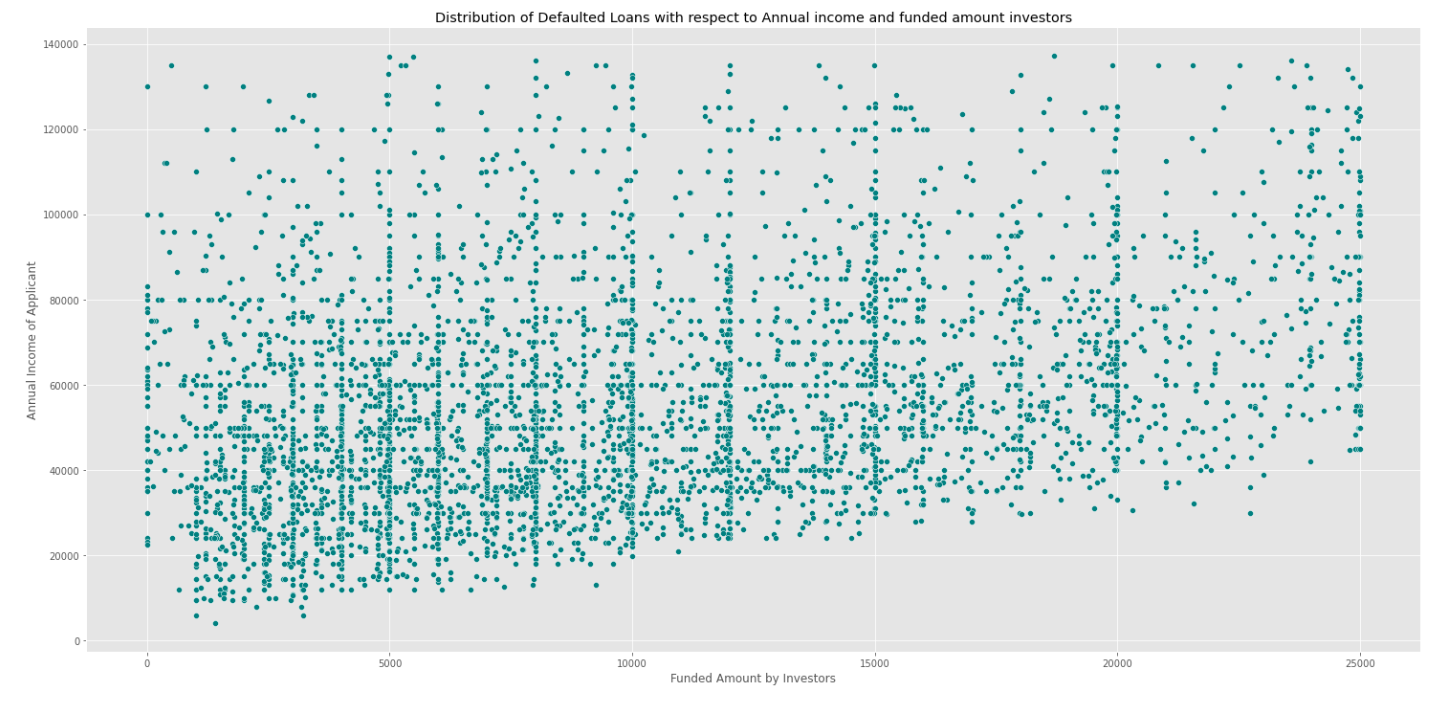 Distribution of Defaulted Loans with respect to Annual income and funded amount investors
140000
120000
100000
80000
60000
40000
20000
0
Annual Income of Applicant
0 5000 10000 15000 20000 25000
Funded Amount by Investors